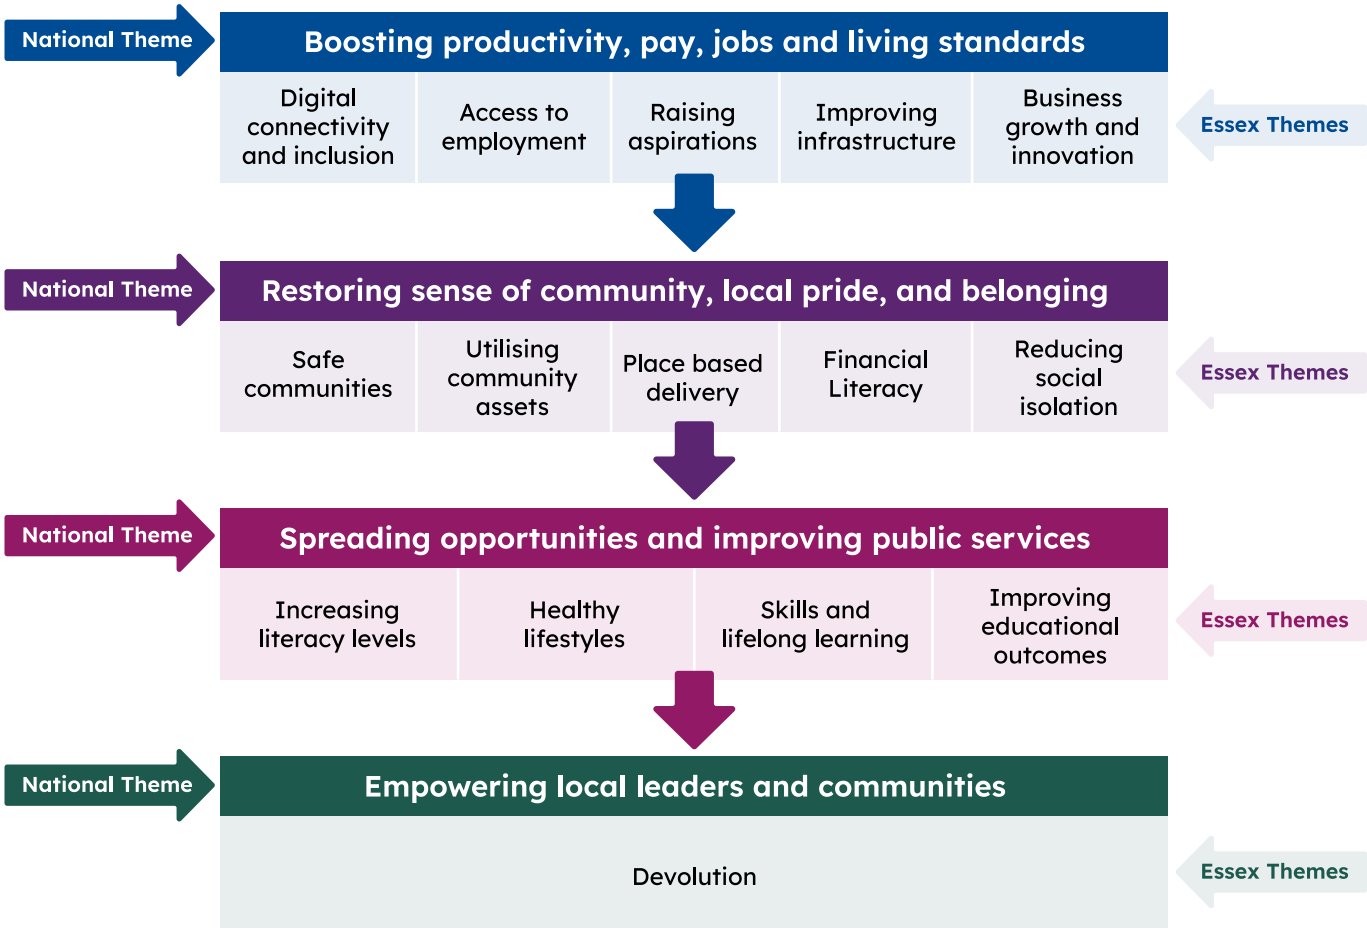 National Theme
Boosting productivity, pay, jobs and living standards
Digital
connectivity
and inclusion
Access to
employment
Raising
aspirations
Improving
infrastructure
Business
growth and
innovation
Essex Themes
National Theme
Restoring sense of community, local pride, and belonging
Safe
communities
Utilising
community
assets
Place based
delivery
Financial
Literacy
Reducing
social
isolation
Essex Themes
National Theme
Spreading opportunities and improving public services
Increasing
literacy levels
Healthy
lifestyles
Skills and
lifelong learning
Improving
educational
outcomes
Essex Themes
National Theme
Empowering local leaders and communities
Devolution
Essex Themes